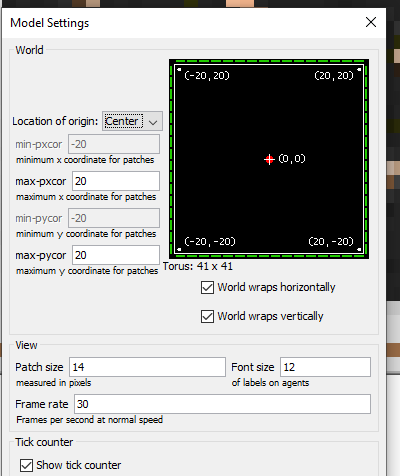 Model Settings
World
(-20,20) (20,20)
Location of origin: Center
(0,0)
min-pxcor -20
minimum x coordinate for patches
max-pxcor 20
maximum x coordinate for patches
min-pycor -20
minimum y coordinate for patches
(-20,-20) (20,-20)
max-pycor 20
maximum y coordinate for patches
Torus: 41 x 41
World wraps horizontally
World wraps vertically
View
Patch size 14 Font size 12
measured in pixels of labels on agents
Frame rate 30
Frames per second at normal speed
Tick counter
Show tick counter